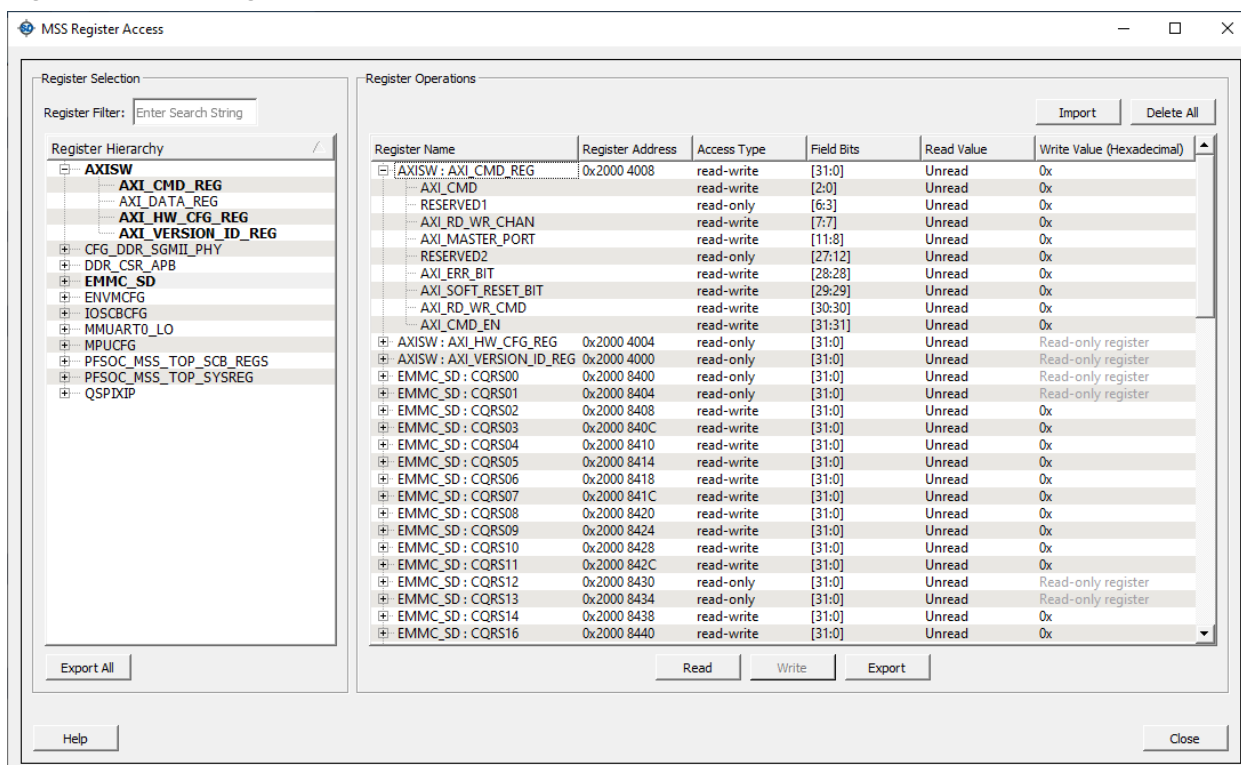 MSS Register Access
Register Selection
Register Filter: Enter Search String
Register Hierarchy
AXISW
AXI_CMD_REG
AXI_DATA_REG
AXI_HW_CFG_REG
AXI_VERSION_ID_REG
CFG_DDR_SGMII_PHY
DDR_CSR_APB
EMMC_SD
ENVMCFG
IOSCBCFG
MMUART0_LO
MPUCFG
PFSOC_MSS_TOP_SCB_REGS
PFSOC_MSS_TOP_SYSREG
QSPIXIP
Export All
Register Operations
Import Delete All
Register Name Register Address Access Type Field Bits Read Value Write Value (Hexadecimal)
AXISW : AXI_CMD_REG 0x2000 4008 read-write [31:0] Unread 0x
AXI_CMD read-write [2:0] Unread 0x
RESERVED1 read-only [6:3] Unread 0x
AXI_RD_WR_CHAN read-write [7:7] Unread 0x
AXI_MASTER_PORT read-write [11:8] Unread 0x
RESERVED2 read-only [27:12] Unread 0x
AXI_ERR_BIT read-write [28:28] Unread 0x
AXI_SOFT_RESET_BIT read-write [29:29] Unread 0x
AXI_RD_WR_CMD read-write [30:30] Unread 0x
AXI_CMD_EN read-write [31:31] Unread 0x
AXISW : AXI_HW_CFG_REG 0x2000 4004 read-only [31:0] Unread Read-only register
AXISW : AXI_VERSION_ID_REG 0x2000 4000 read-only [31:0] Unread Read-only register
EMMC_SD : CQRS00 0x2000 8400 read-only [31:0] Unread Read-only register
EMMC_SD : CQRS01 0x2000 8404 read-only [31:0] Unread Read-only register
EMMC_SD : CQRS02 0x2000 8408 read-write [31:0] Unread 0x
EMMC_SD : CQRS03 0x2000 840C read-write [31:0] Unread 0x
EMMC_SD : CQRS04 0x2000 8410 read-write [31:0] Unread 0x
EMMC_SD : CQRS05 0x2000 8414 read-write [31:0] Unread 0x
EMMC_SD : CQRS06 0x2000 8418 read-write [31:0] Unread 0x
EMMC_SD : CQRS07 0x2000 841C read-write [31:0] Unread 0x
EMMC_SD : CQRS08 0x2000 8420 read-write [31:0] Unread 0x
EMMC_SD : CQRS09 0x2000 8424 read-write [31:0] Unread 0x
EMMC_SD : CQRS10 0x2000 8428 read-write [31:0] Unread 0x
EMMC_SD : CQRS11 0x2000 842C read-write [31:0] Unread 0x
EMMC_SD : CQRS12 0x2000 8430 read-only [31:0] Unread Read-only register
EMMC_SD : CQRS13 0x2000 8434 read-only [31:0] Unread Read-only register
EMMC_SD : CQRS14 0x2000 8438 read-write [31:0] Unread 0x
EMMC_SD : CQRS16 0x2000 8440 read-write [31:0] Unread 0x
Read Write Export
Help Close